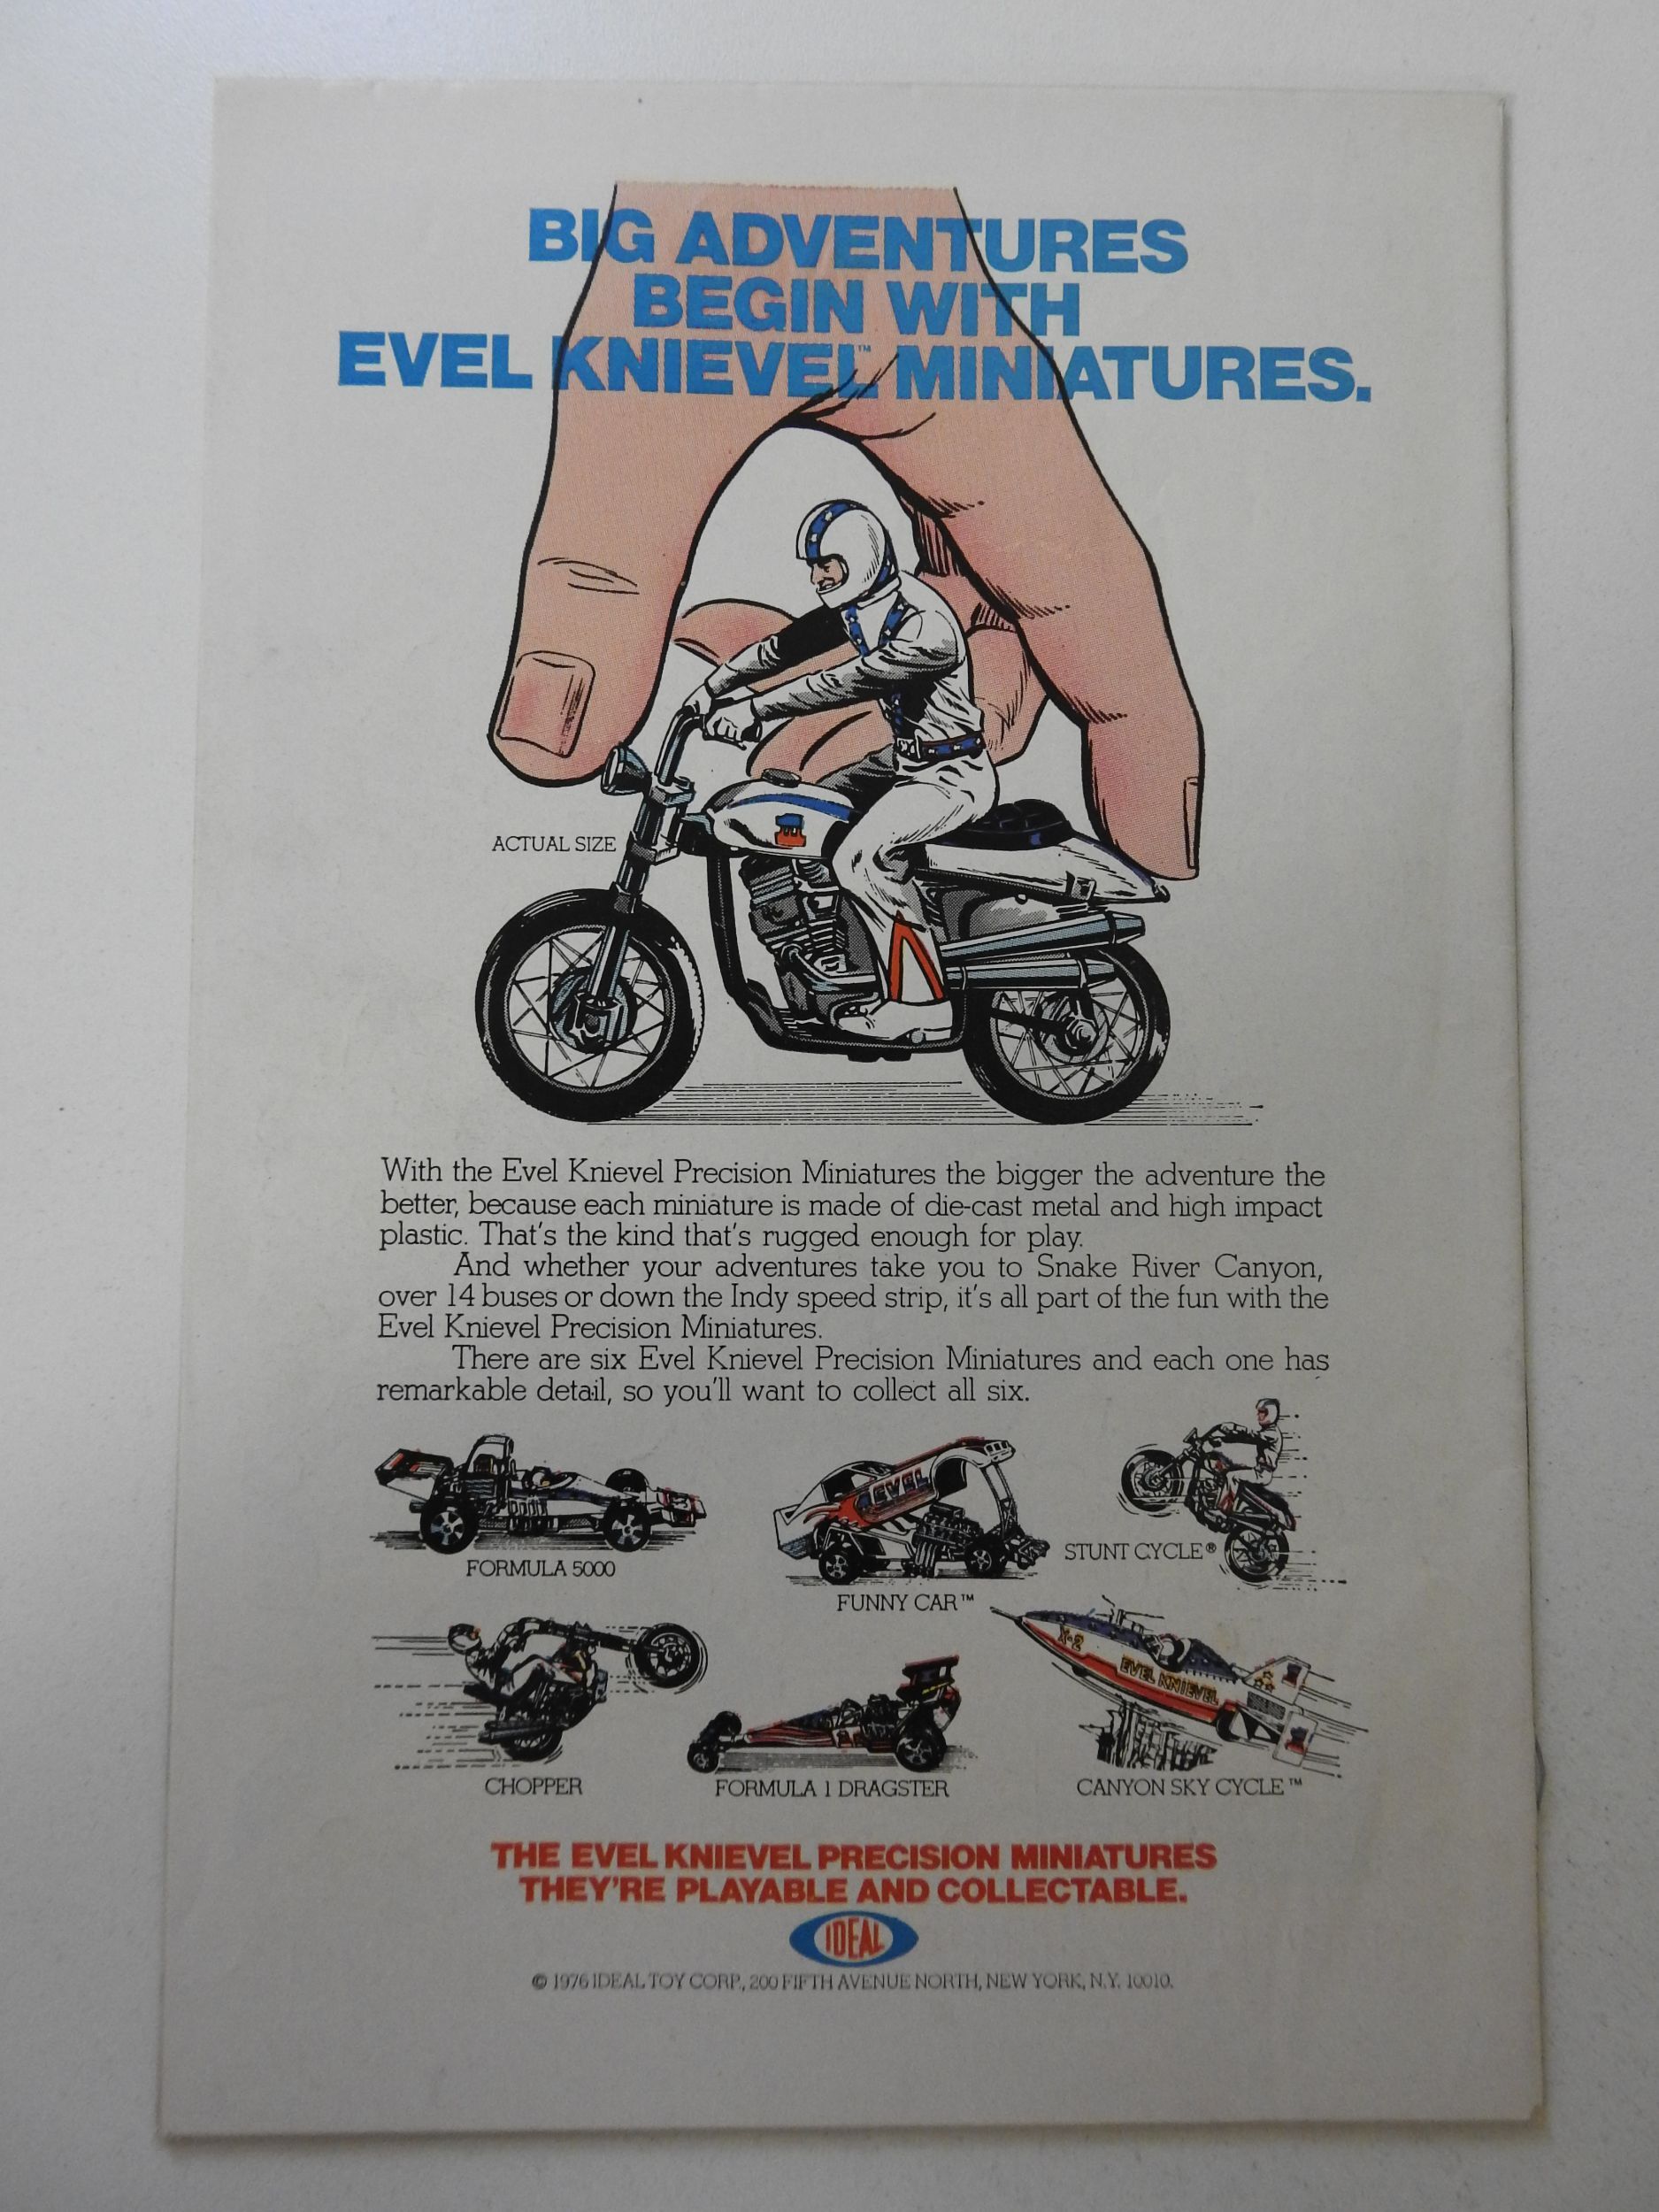 BIG ADVENTURES
BEGIN WITH
EVEL KNIEVEL™ MINIATURES.
ACTUAL SIZE
With the Evel Knievel Precision Miniatures the bigger the adventure the
better, because each miniature is made of die-cast metal and high impact
plastic. That's the kind that's rugged enough for play.
And whether your adventures take you to Snake River Canyon,
over 14 buses or down the Indy speed strip, it's all part of the fun with the
Evel Knievel Precision Miniatures.
There are six Evel Knievel Precision Miniatures and each one has
remarkable detail, so you'll want to collect all six.
EVEL
FORMULA 5000
FUNNY CAR™
STUNT CYCLE®
X-2
EVEL KNIEVEL
CHOPPER
FORMULA 1 DRAGSTER
CANYON SKY CYCLE™
THE EVEL KNIEVEL PRECISION MINIATURES
THEY'RE PLAYABLE AND COLLECTABLE.
IDEAL
© 1976 IDEAL TOY CORP., 200 FIFTH AVENUE NORTH, NEW YORK, N.Y. 10010.